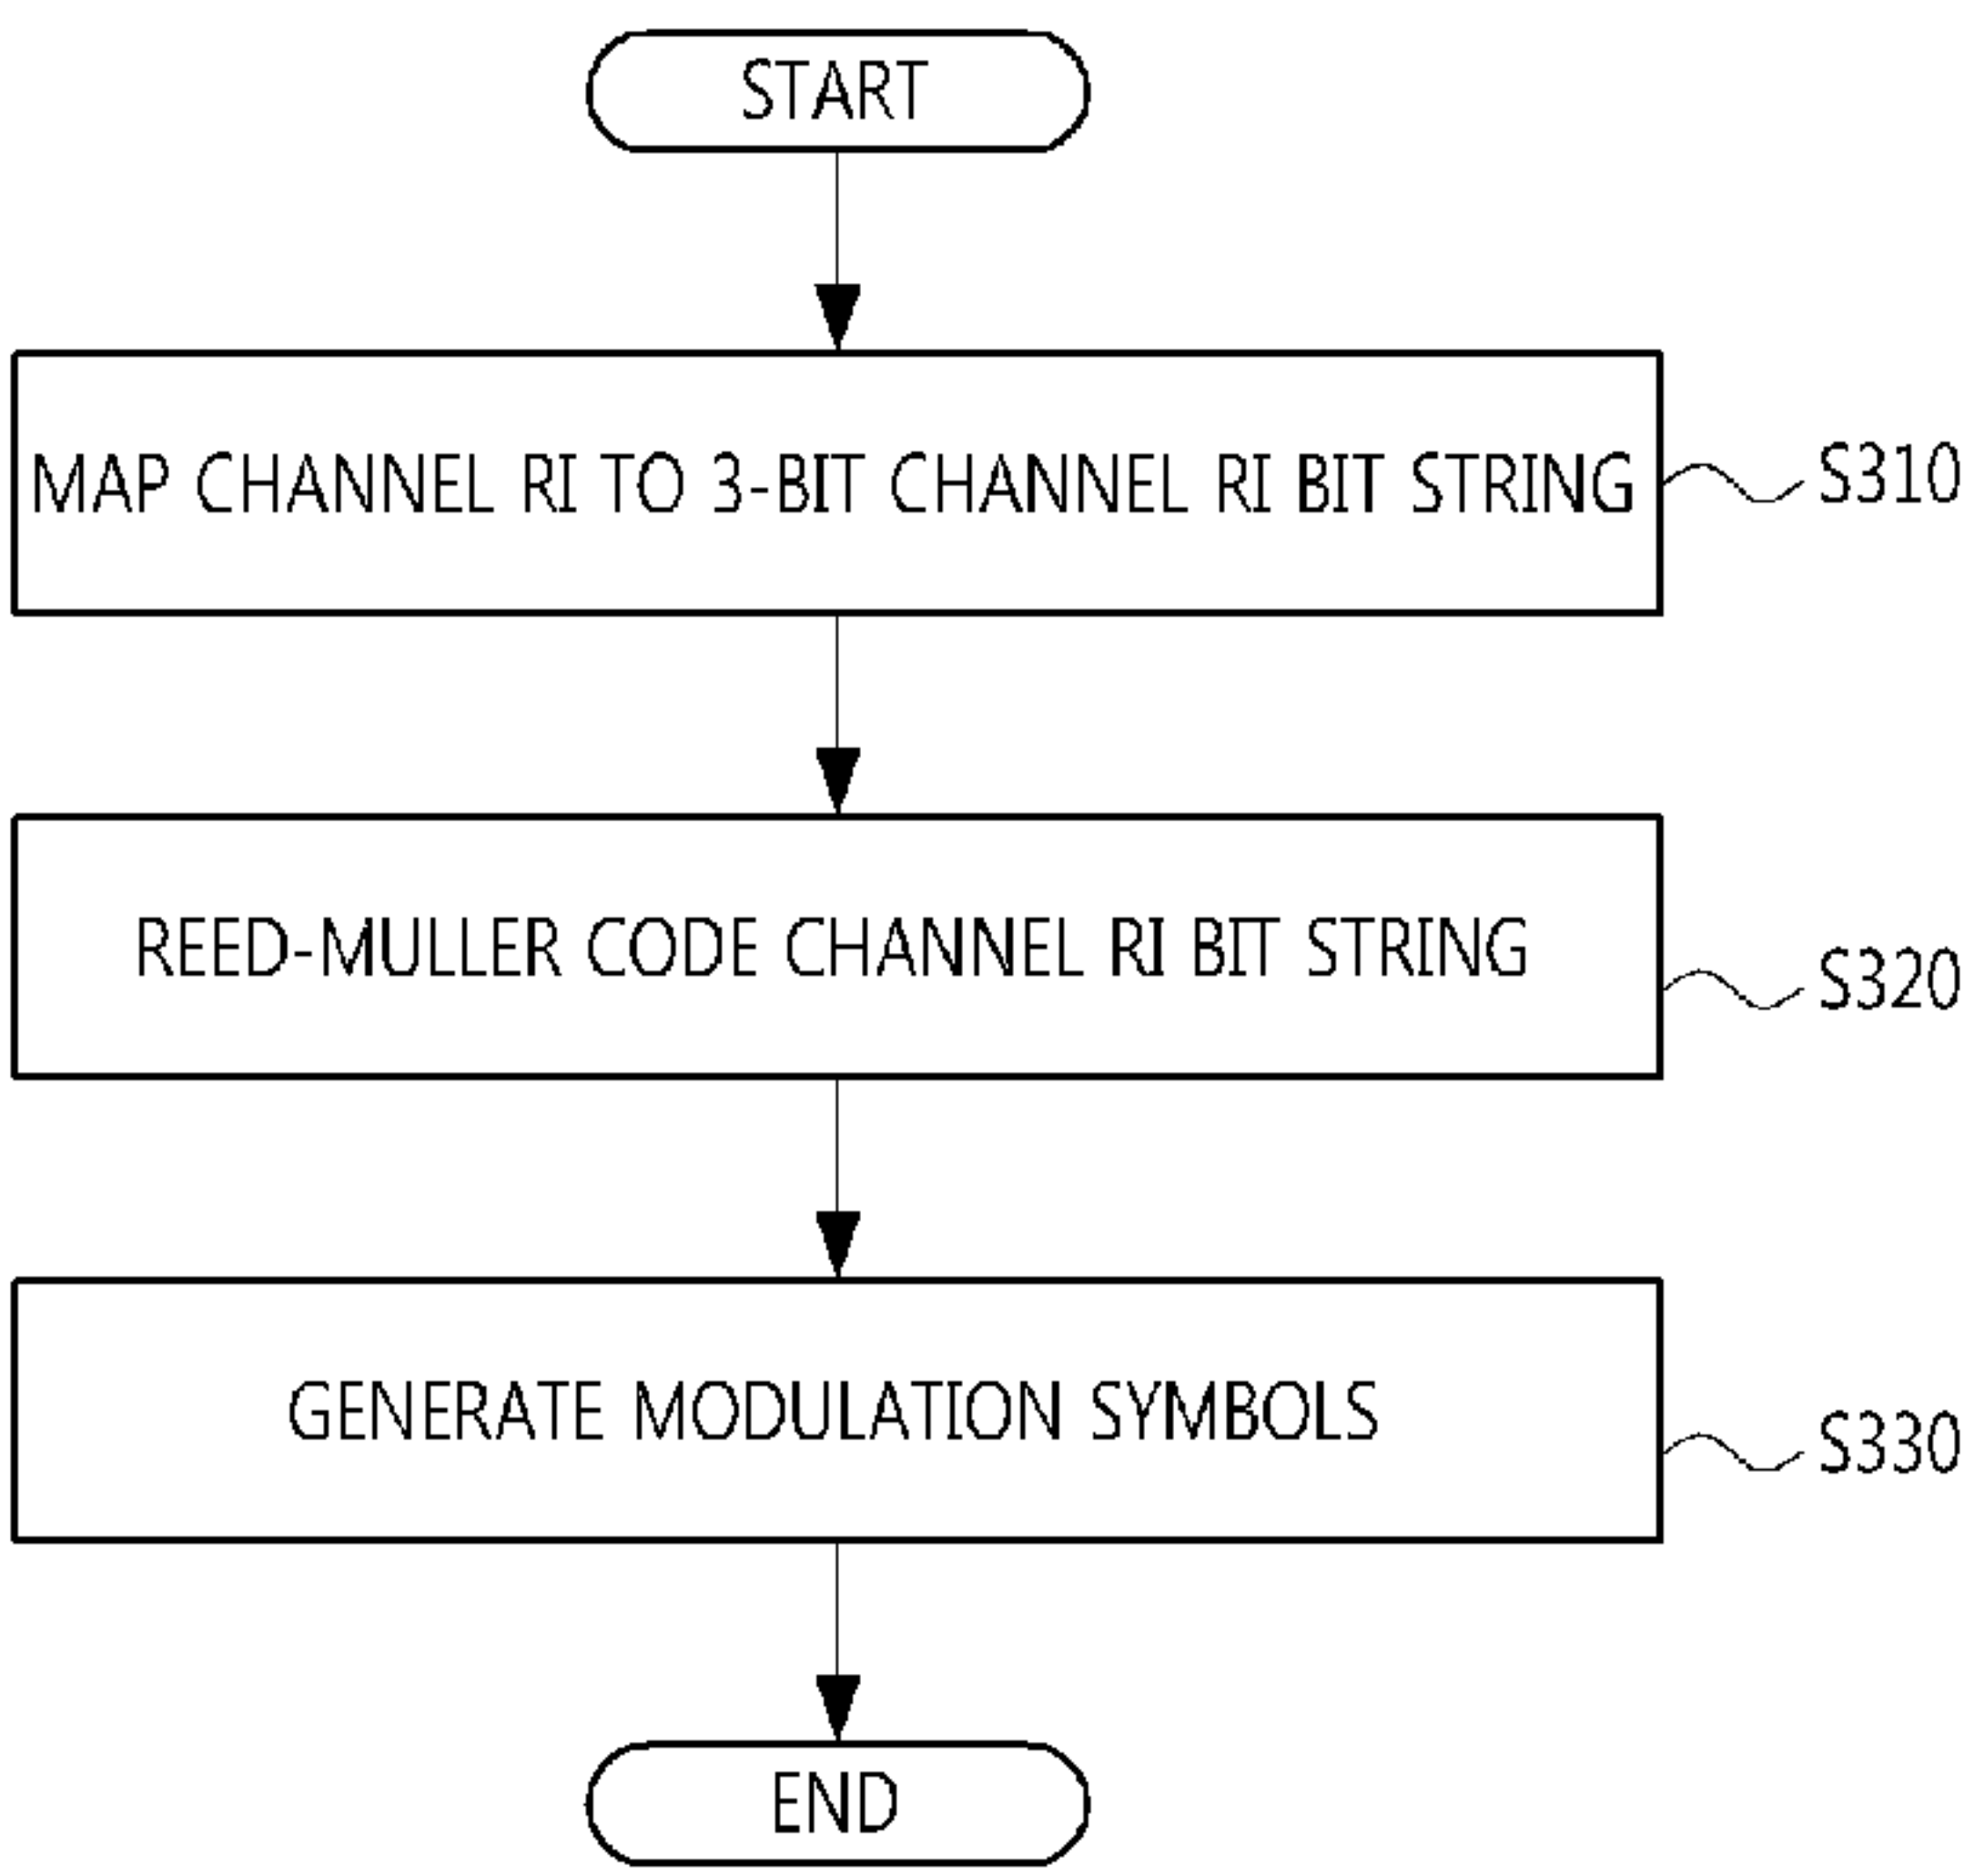 START
MAP CHANNEL RI TO 3-BIT CHANNEL RI BIT STRING
S310
REED-MULLER CODE CHANNEL RI BIT STRING
S320
GENERATE MODULATION SYMBOLS
S330
END